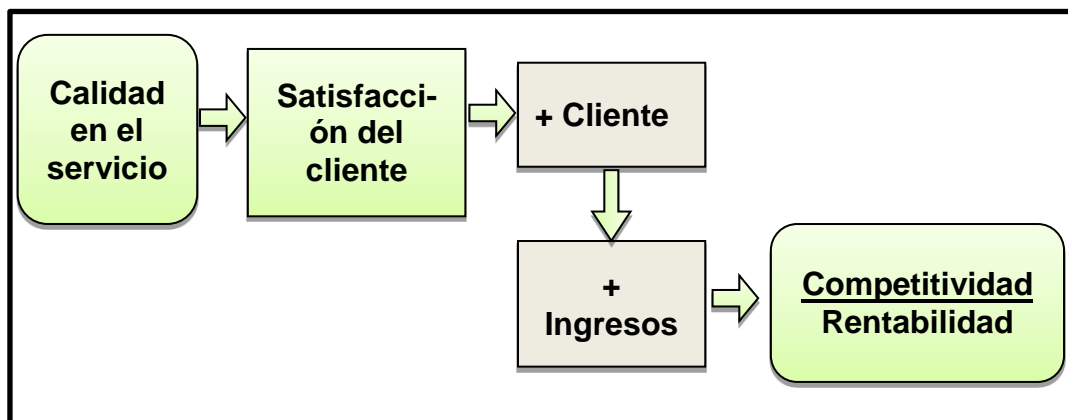 Calidad
en el
servicio
Satisfacci-
ón del
cliente
+ Cliente
+
Ingresos
Competitividad
Rentabilidad